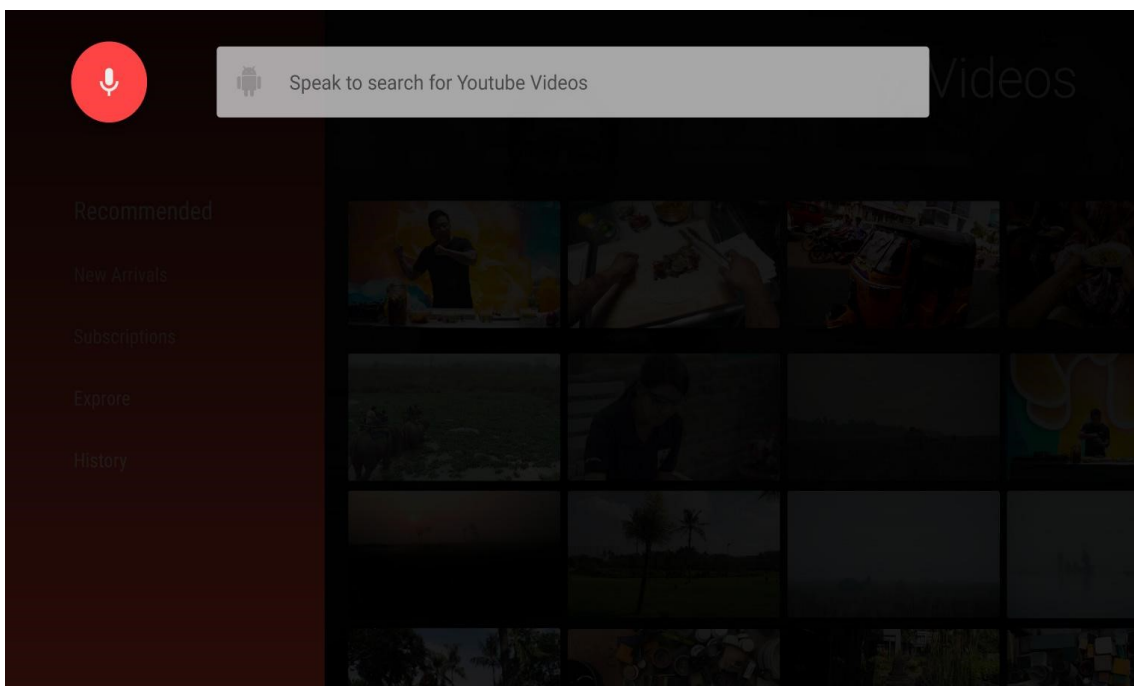 Speak to search for Youtube Videos
Videos
Recommended
New Arrivals
Subscriptions
Exprore
History